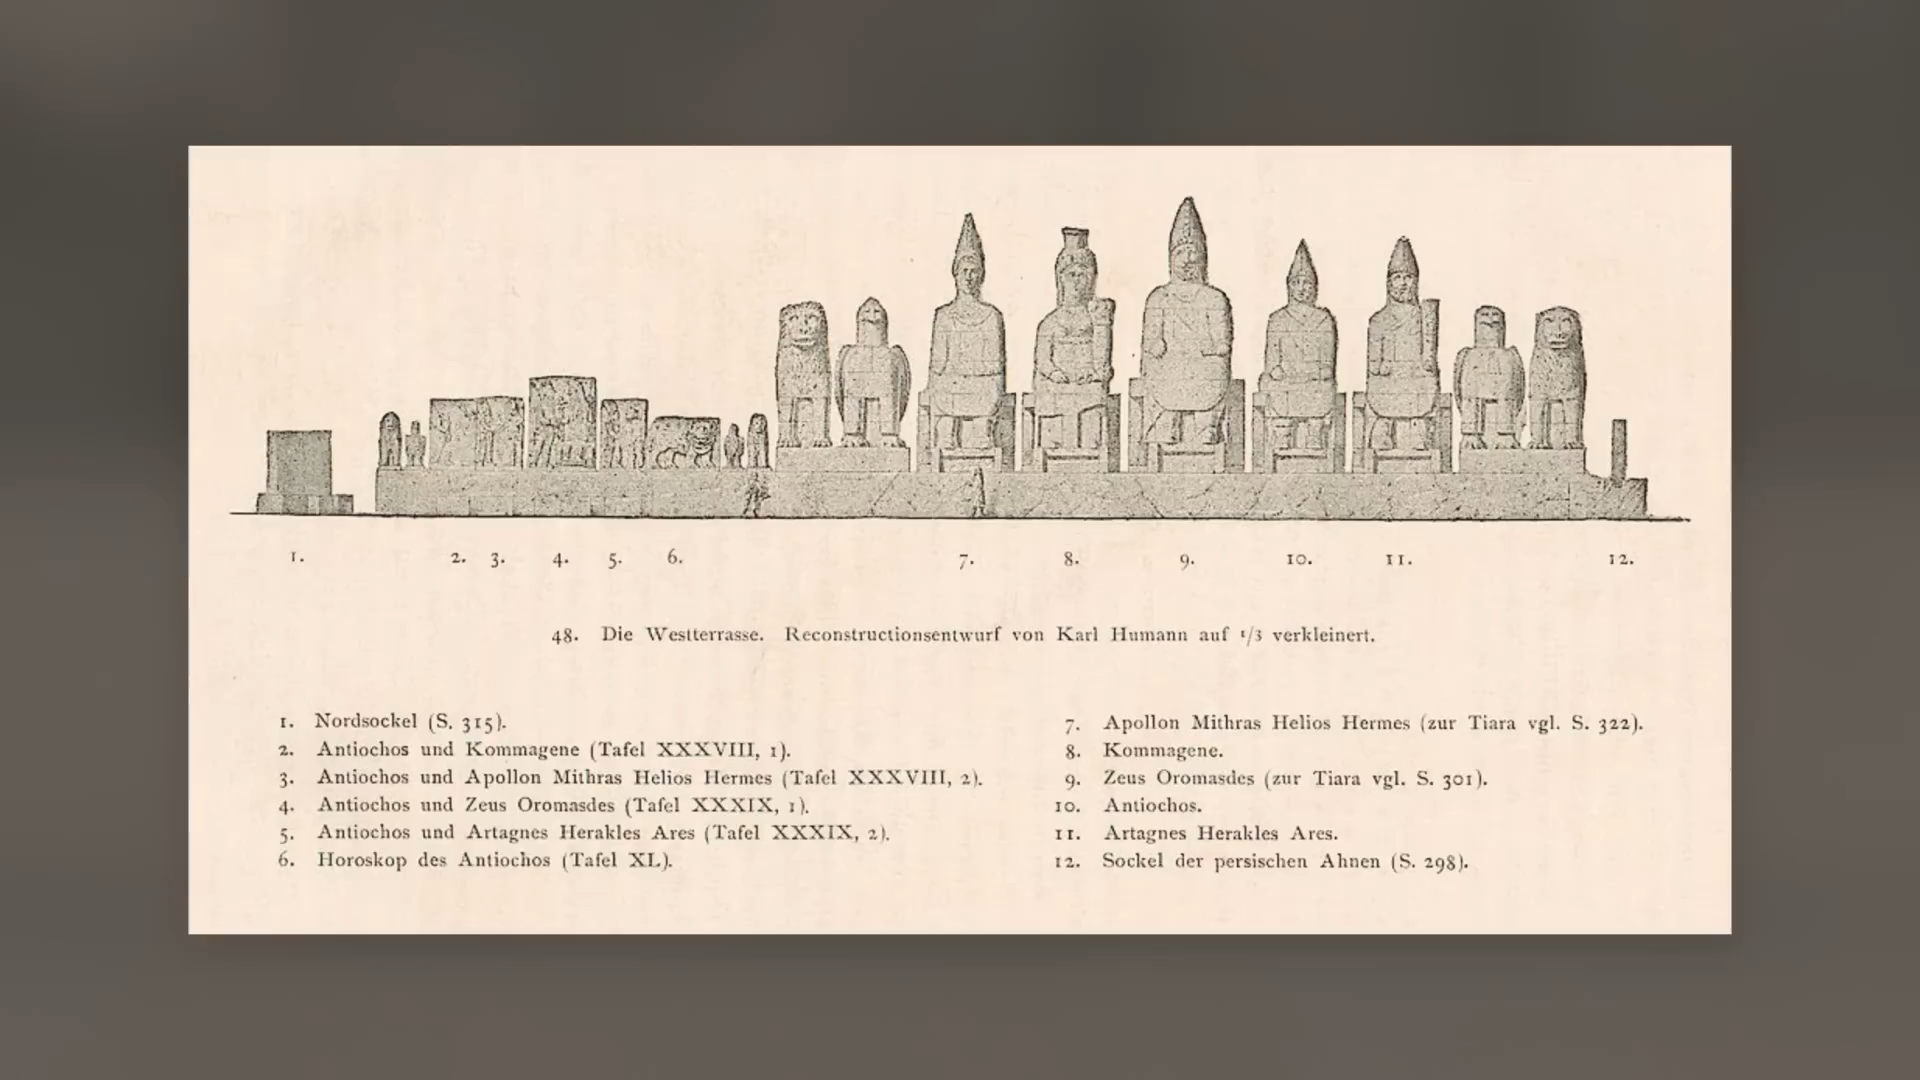 1. 2. 3. 4. 5. 6. 7. 8. 9. 10. 11. 12.
48. Die Westterrasse. Reconstructionsentwurf von Karl Humann auf 1/3 verkleinert.
1. Nordsockel (S. 315).
2. Antiochos und Kommagene (Tafel XXXVIII, 1).
3. Antiochos und Apollon Mithras Helios Hermes (Tafel XXXVIII, 2).
4. Antiochos und Zeus Oromasdes (Tafel XXXIX, 1).
5. Antiochos und Artagnes Herakles Ares (Tafel XXXIX, 2).
6. Horoskop des Antiochos (Tafel XL).
7. Apollon Mithras Helios Hermes (zur Tiara vgl. S. 322).
8. Kommagene.
9. Zeus Oromasdes (zur Tiara vgl. S. 301).
10. Antiochos.
11. Artagnes Herakles Ares.
12. Sockel der persischen Ahnen (S. 298).